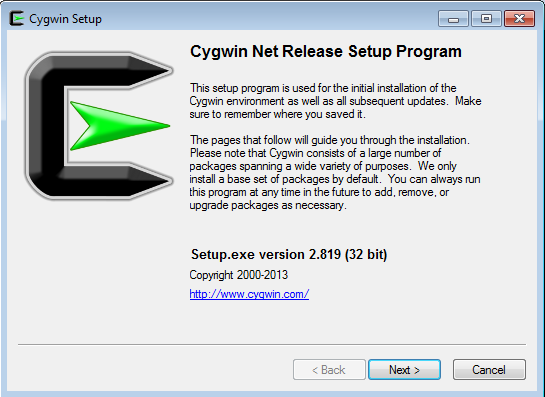 Cygwin Setup
Cygwin Net Release Setup Program
This setup program is used for the initial installation of the
Cygwin environment as well as all subsequent updates. Make
sure to remember where you saved it.
The pages that follow will guide you through the installation.
Please note that Cygwin consists of a large number of
packages spanning a wide variety of purposes. We only
install a base set of packages by default. You can always run
this program at any time in the future to add, remove, or
upgrade packages as necessary.
Setup.exe version 2.819 (32 bit)
Copyright 2000-2013
http://www.cygwin.com/
< Back Next > Cancel